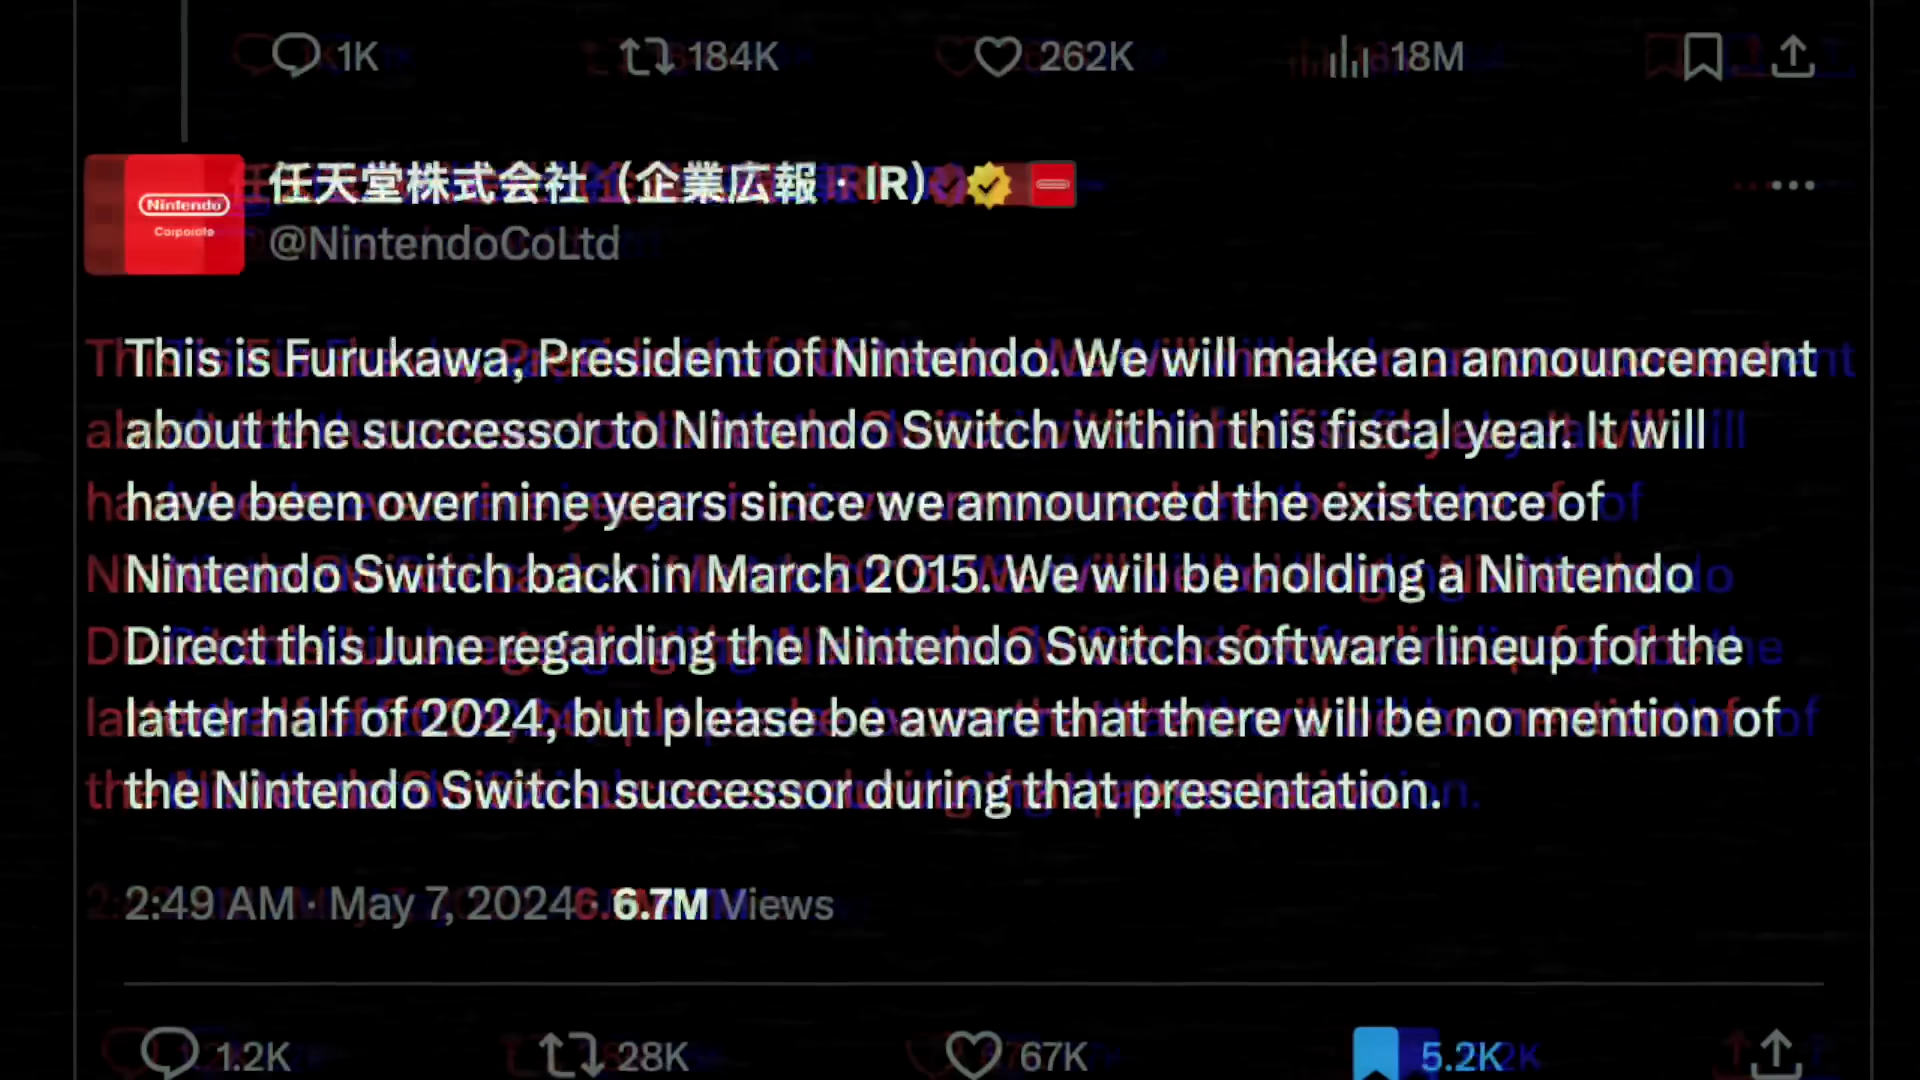 1K 184K 262K 18M
Nintendo
Corporate
任天堂株式会社（企業広報・IR）
@NintendoCoLtd
This is Furukawa, President of Nintendo. We will make an announcement
about the successor to Nintendo Switch within this fiscal year. It will
have been over nine years since we announced the existence of
Nintendo Switch back in March 2015. We will be holding a Nintendo
Direct this June regarding the Nintendo Switch software lineup for the
latter half of 2024, but please be aware that there will be no mention of
the Nintendo Switch successor during that presentation.
2:49 AM · May 7, 2024 · 6.7M Views
1.2K 28K 67K 5.2K